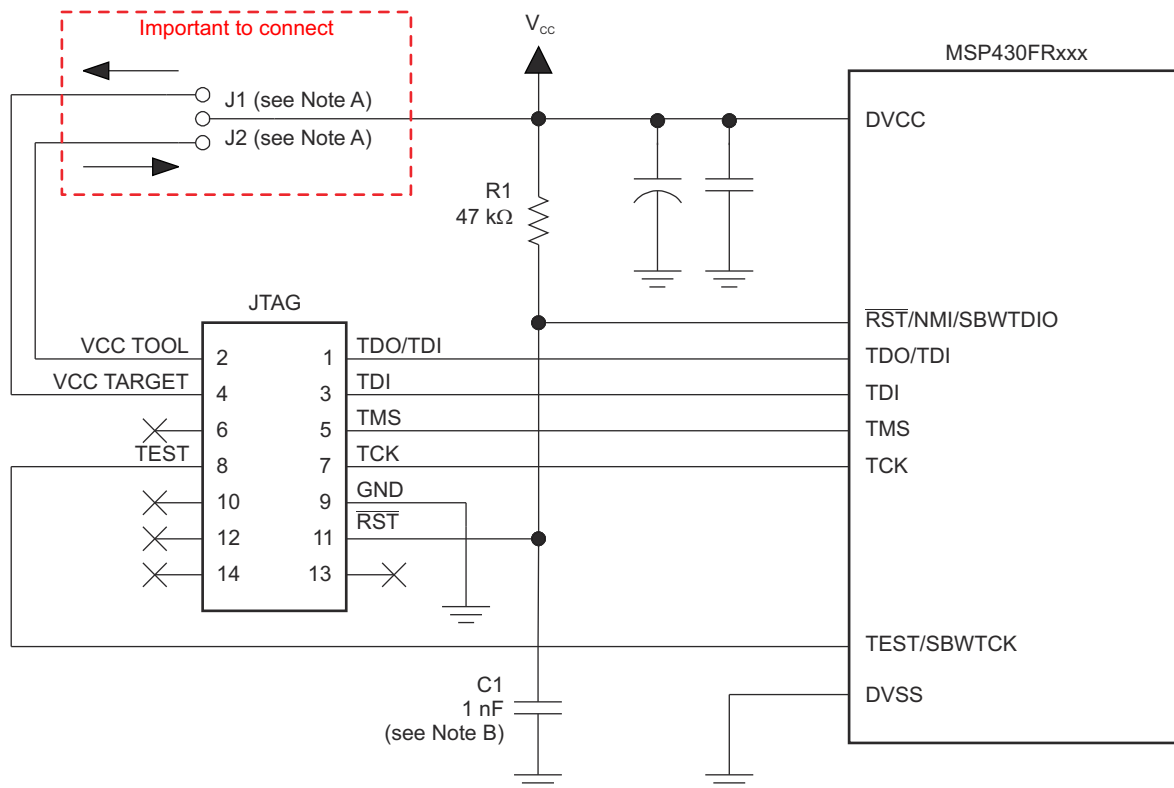 Important to connect
J1 (see Note A)
J2 (see Note A)
VCC
MSP430FRxxx
DVCC
R1
47 kΩ
JTAG
RST/NMI/SBWTDIO
VCC TOOL 2 1 TDO/TDI TDO/TDI
VCC TARGET 4 3 TDI TDI
6 5 TMS TMS
TEST 8 7 TCK TCK
10 9 GND
12 11 RST
14 13
TEST/SBWTCK
C1
1 nF
(see Note B)
DVSS